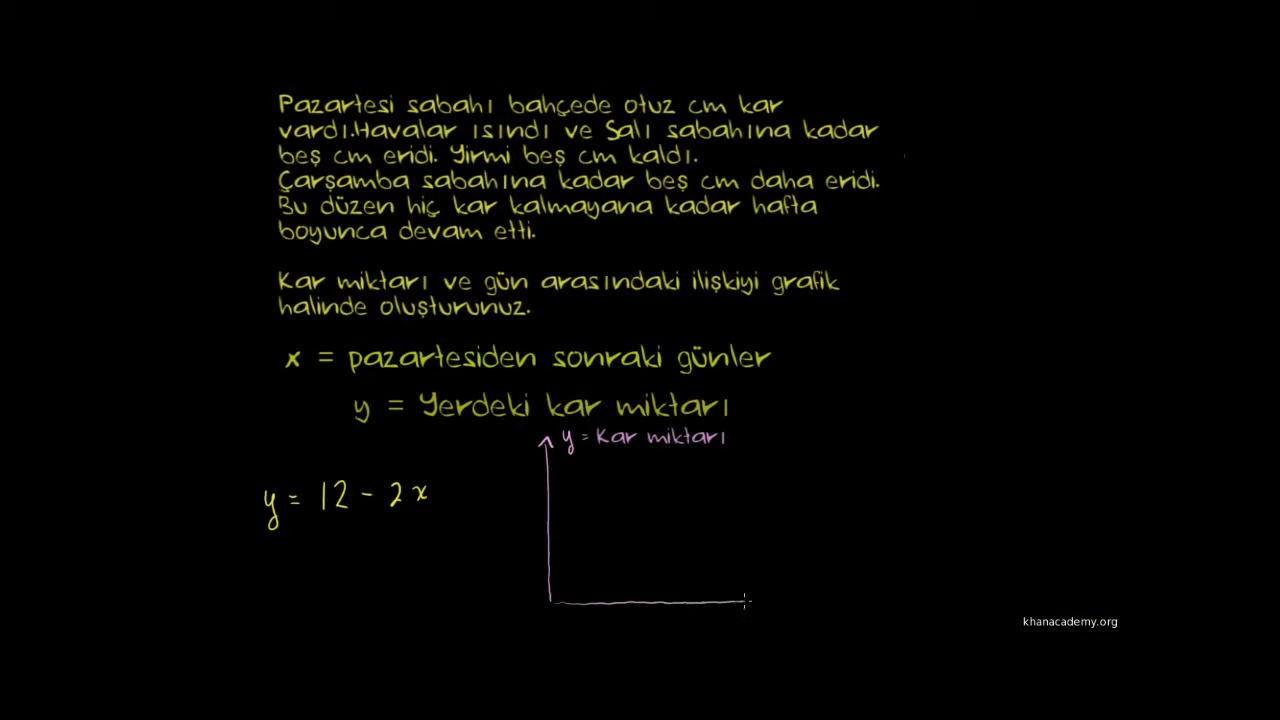 Pazartesi sabahı bahçede otuz cm kar
vardı.Havalar ısındı ve Salı sabahına kadar
beş cm eridi. Yirmi beş cm kaldı.
Çarşamba sabahına kadar beş cm daha eridi.
Bu düzen hiç kar kalmayana kadar hafta
boyunca devam etti.
Kar miktarı ve gün arasındaki ilişkiyi grafik
halinde oluşturunuz.
x = pazartesiden sonraki günler
y = Yerdeki kar miktarı
y = Kar miktarı
y = 12 - 2x
khanacademy.org